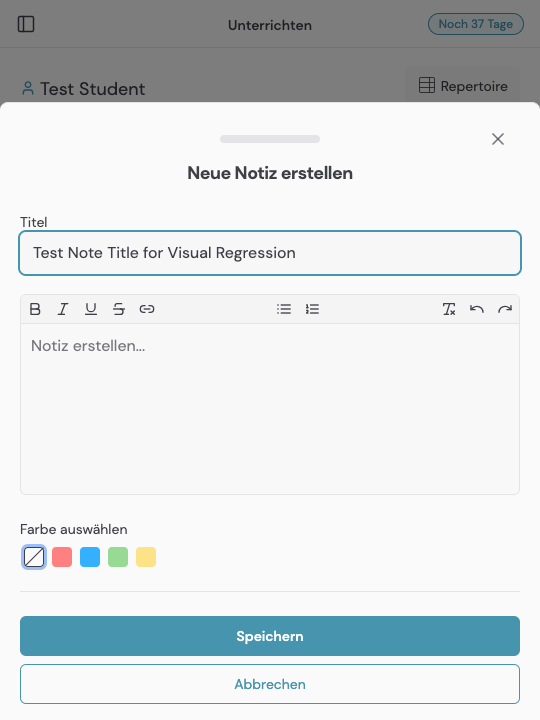 Unterrichten
Noch 37 Tage
Test Student
Repertoire
Neue Notiz erstellen
Titel
Test Note Title for Visual Regression
Notiz erstellen...
Farbe auswählen
Speichern
Abbrechen